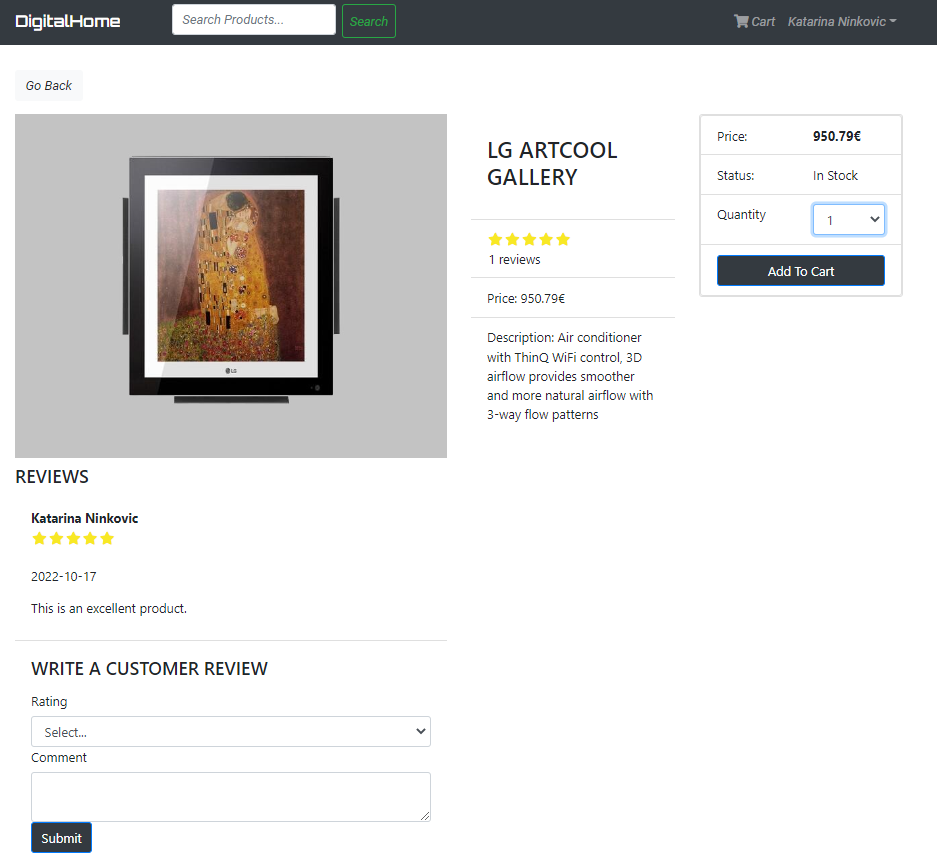 DigitalHome
Search Products...
Search
Cart
Katarina Ninkovic
Go Back
LG
LG ARTCOOL
GALLERY
1 reviews
Price: 950.79€
Description: Air conditioner
with ThinQ WiFi control, 3D
airflow provides smoother
and more natural airflow with
3-way flow patterns
Price: 950.79€
Status: In Stock
Quantity 1
Add To Cart
REVIEWS
Katarina Ninkovic
2022-10-17
This is an excellent product.
WRITE A CUSTOMER REVIEW
Rating
Select...
Comment
Submit